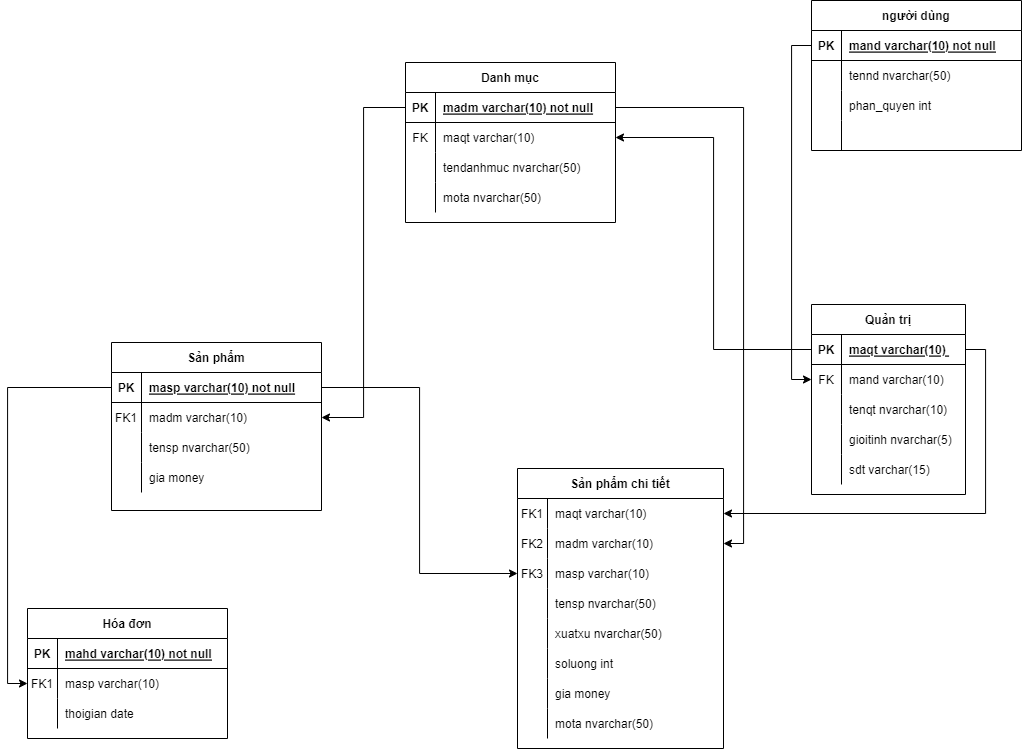 người dùng
PK mand varchar(10) not null
tennd nvarchar(50)
phan_quyen int
Danh mục
PK madm varchar(10) not null
FK maqt varchar(10)
tendanhmuc nvarchar(50)
mota nvarchar(50)
Quản trị
PK maqt varchar(10)
FK mand varchar(10)
tenqt nvarchar(10)
gioitinh nvarchar(5)
sdt varchar(15)
Sản phẩm
PK masp varchar(10) not null
FK1 madm varchar(10)
tensp nvarchar(50)
gia money
Sản phẩm chi tiết
FK1 maqt varchar(10)
FK2 madm varchar(10)
FK3 masp varchar(10)
tensp nvarchar(50)
xuatxu nvarchar(50)
soluong int
gia money
mota nvarchar(50)
Hóa đơn
PK mahd varchar(10) not null
FK1 masp varchar(10)
thoigian date